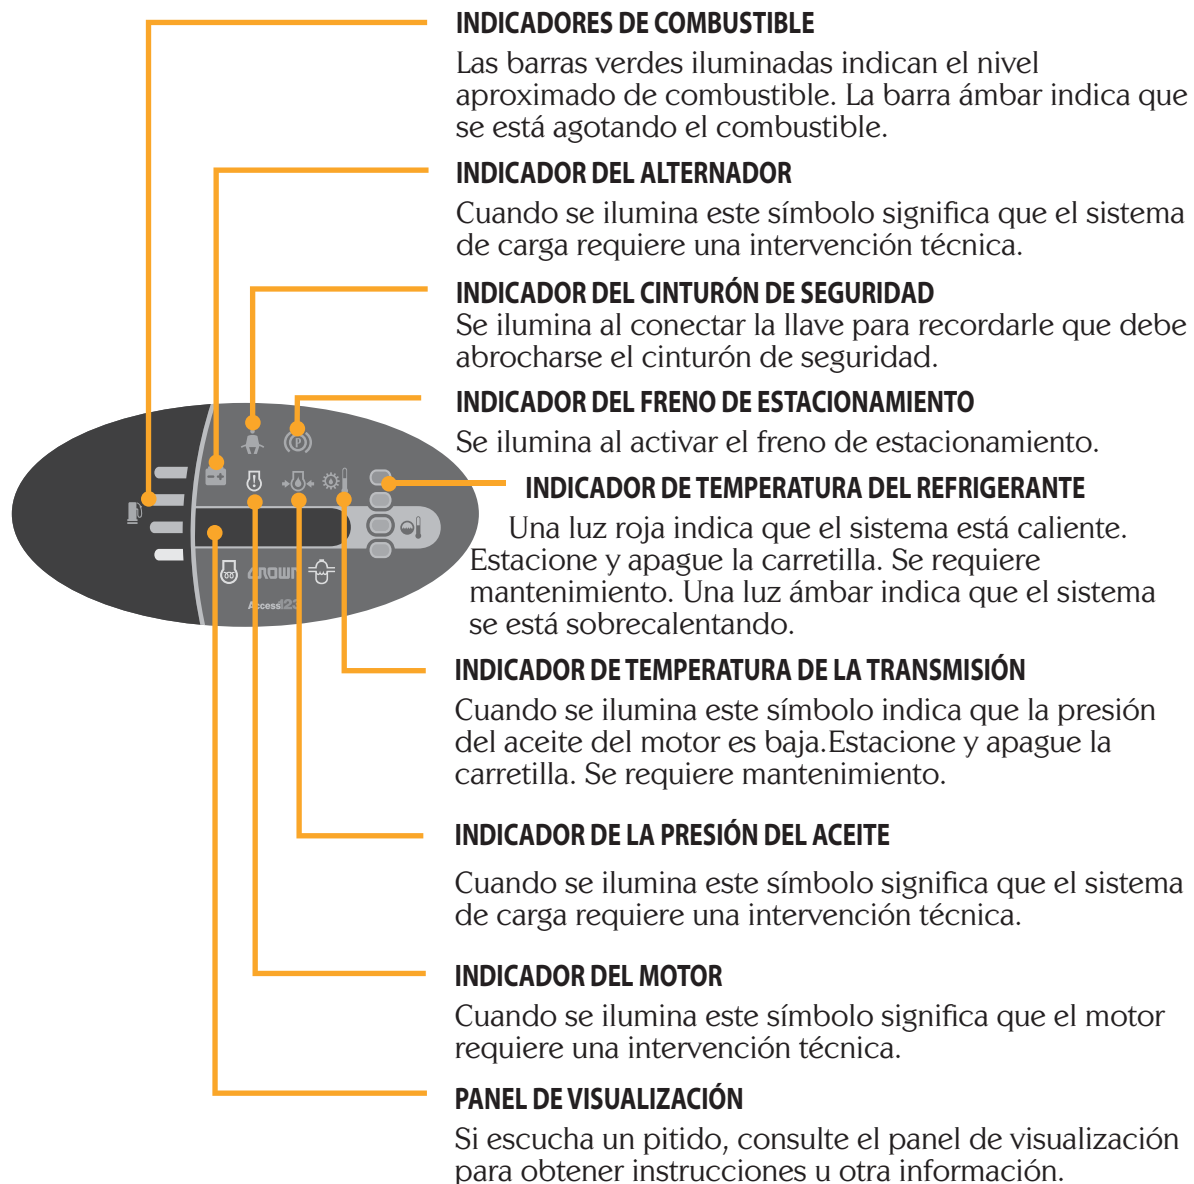 INDICADORES DE COMBUSTIBLE
Las barras verdes iluminadas indican el nivel
aproximado de combustible. La barra ámbar indica que
se está agotando el combustible.
INDICADOR DEL ALTERNADOR
Cuando se ilumina este símbolo significa que el sistema
de carga requiere una intervención técnica.
INDICADOR DEL CINTURÓN DE SEGURIDAD
Se ilumina al conectar la llave para recordarle que debe
abrocharse el cinturón de seguridad.
INDICADOR DEL FRENO DE ESTACIONAMIENTO
Se ilumina al activar el freno de estacionamiento.
INDICADOR DE TEMPERATURA DEL REFRIGERANTE
Una luz roja indica que el sistema está caliente.
Estacione y apague la carretilla. Se requiere
mantenimiento. Una luz ámbar indica que el sistema
se está sobrecalentando.
INDICADOR DE TEMPERATURA DE LA TRANSMISIÓN
Cuando se ilumina este símbolo indica que la presión
del aceite del motor es baja.Estacione y apague la
carretilla. Se requiere mantenimiento.
INDICADOR DE LA PRESIÓN DEL ACEITE
Cuando se ilumina este símbolo significa que el sistema
de carga requiere una intervención técnica.
INDICADOR DEL MOTOR
Cuando se ilumina este símbolo significa que el motor
requiere una intervención técnica.
PANEL DE VISUALIZACIÓN
Si escucha un pitido, consulte el panel de visualización
para obtener instrucciones u otra información.
P
CROWN
Access123